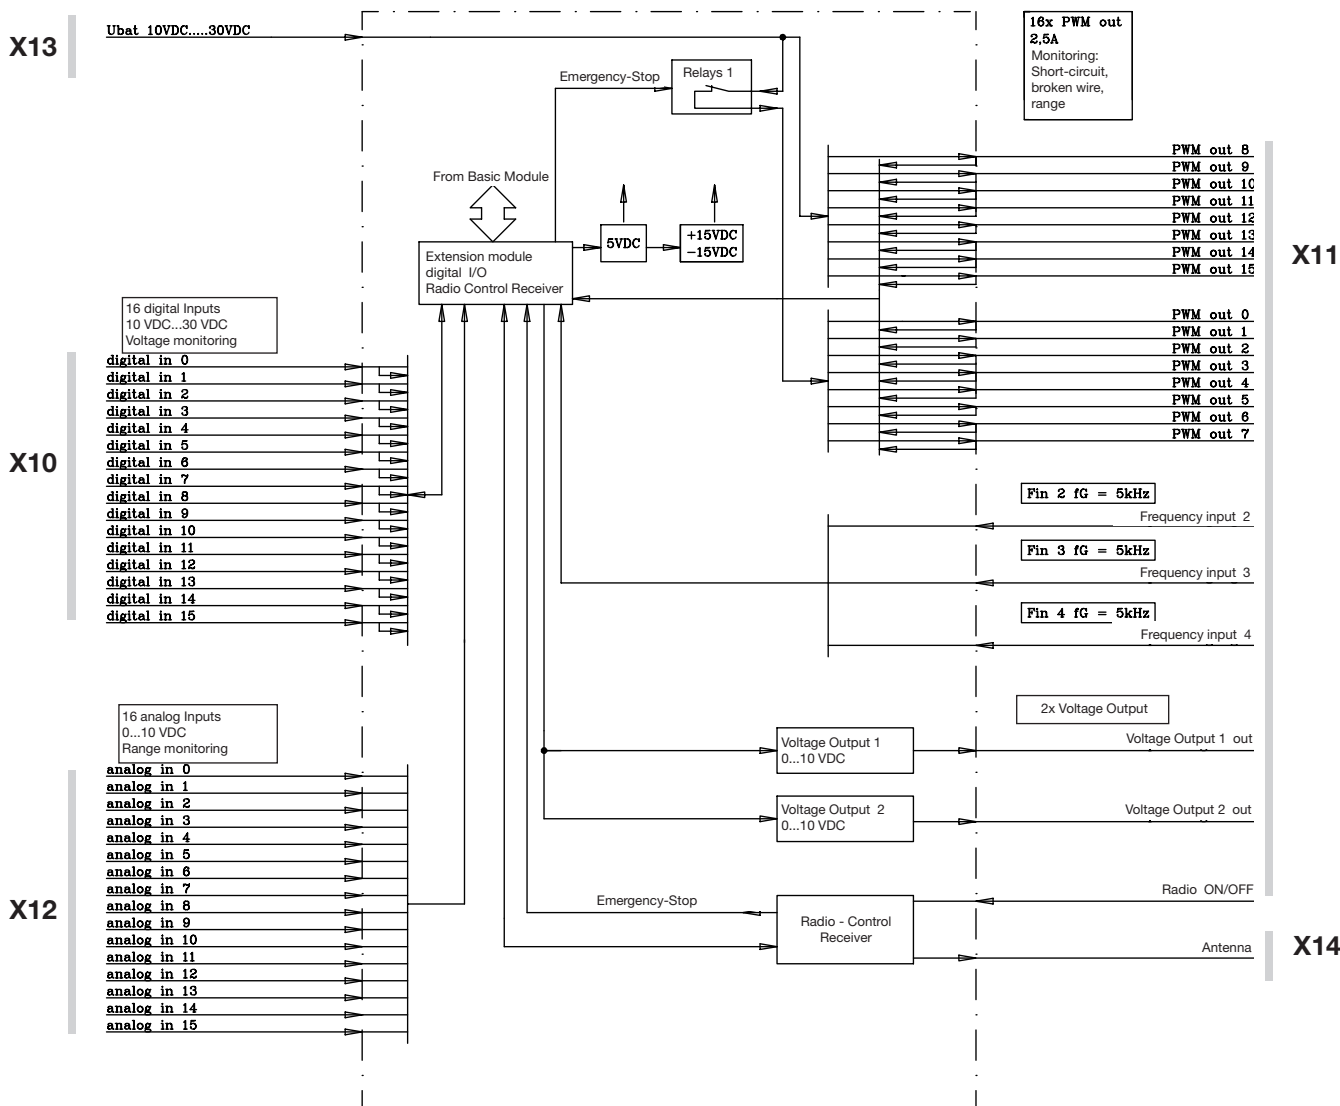 X13
Ubat 10VDC.....30VDC
16x PWM out
2,5A
Monitoring:
Short-circuit,
broken wire,
range
Emergency-Stop
Relays 1
From Basic Module
Extension module
digital I/O
Radio Control Receiver
5VDC
+15VDC
-15VDC
PWM out 8
PWM out 9
PWM out 10
PWM out 11
PWM out 12
PWM out 13
PWM out 14
PWM out 15
X11
PWM out 0
PWM out 1
PWM out 2
PWM out 3
PWM out 4
PWM out 5
PWM out 6
PWM out 7
16 digital Inputs
10 VDC...30 VDC
Voltage monitoring
X10
digital in 0
digital in 1
digital in 2
digital in 3
digital in 4
digital in 5
digital in 6
digital in 7
digital in 8
digital in 9
digital in 10
digital in 11
digital in 12
digital in 13
digital in 14
digital in 15
Fin 2 fG = 5kHz
Frequency input 2
Fin 3 fG = 5kHz
Frequency input 3
Fin 4 fG = 5kHz
Frequency input 4
16 analog Inputs
0...10 VDC
Range monitoring
X12
analog in 0
analog in 1
analog in 2
analog in 3
analog in 4
analog in 5
analog in 6
analog in 7
analog in 8
analog in 9
analog in 10
analog in 11
analog in 12
analog in 13
analog in 14
analog in 15
2x Voltage Output
Voltage Output 1
0...10 VDC
Voltage Output 1 out
Voltage Output 2
0...10 VDC
Voltage Output 2 out
Emergency-Stop
Radio - Control
Receiver
Radio ON/OFF
Antenna
X14